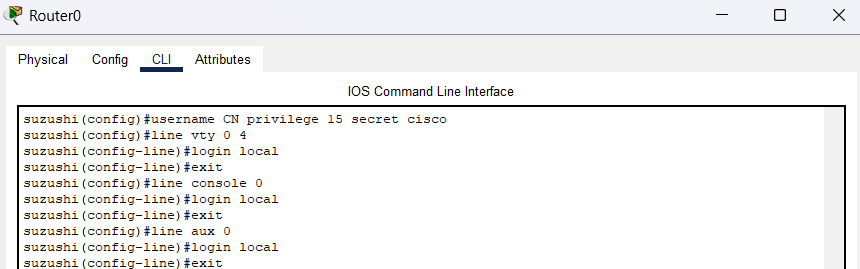 Router0
Physical Config CLI Attributes
IOS Command Line Interface
suzushi(config)#username CN privilege 15 secret cisco
suzushi(config)#line vty 0 4
suzushi(config-line)#login local
suzushi(config-line)#exit
suzushi(config)#line console 0
suzushi(config-line)#login local
suzushi(config-line)#exit
suzushi(config)#line aux 0
suzushi(config-line)#login local
suzushi(config-line)#exit